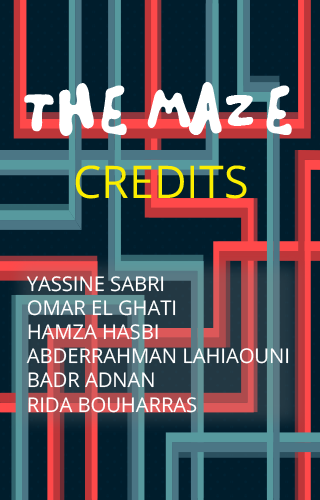 THE MAZE
CREDITS
YASSINE SABRI
OMAR EL GHATI
HAMZA HASBI
ABDERRAHMAN LAHIAOUNI
BADR ADNAN
RIDA BOUHARRAS